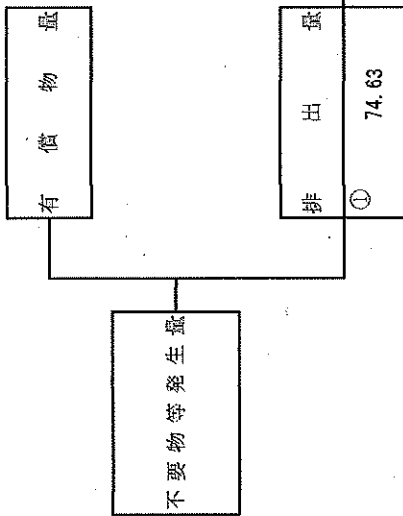 有償物量
不要物等発生量
排出量
①
74.63